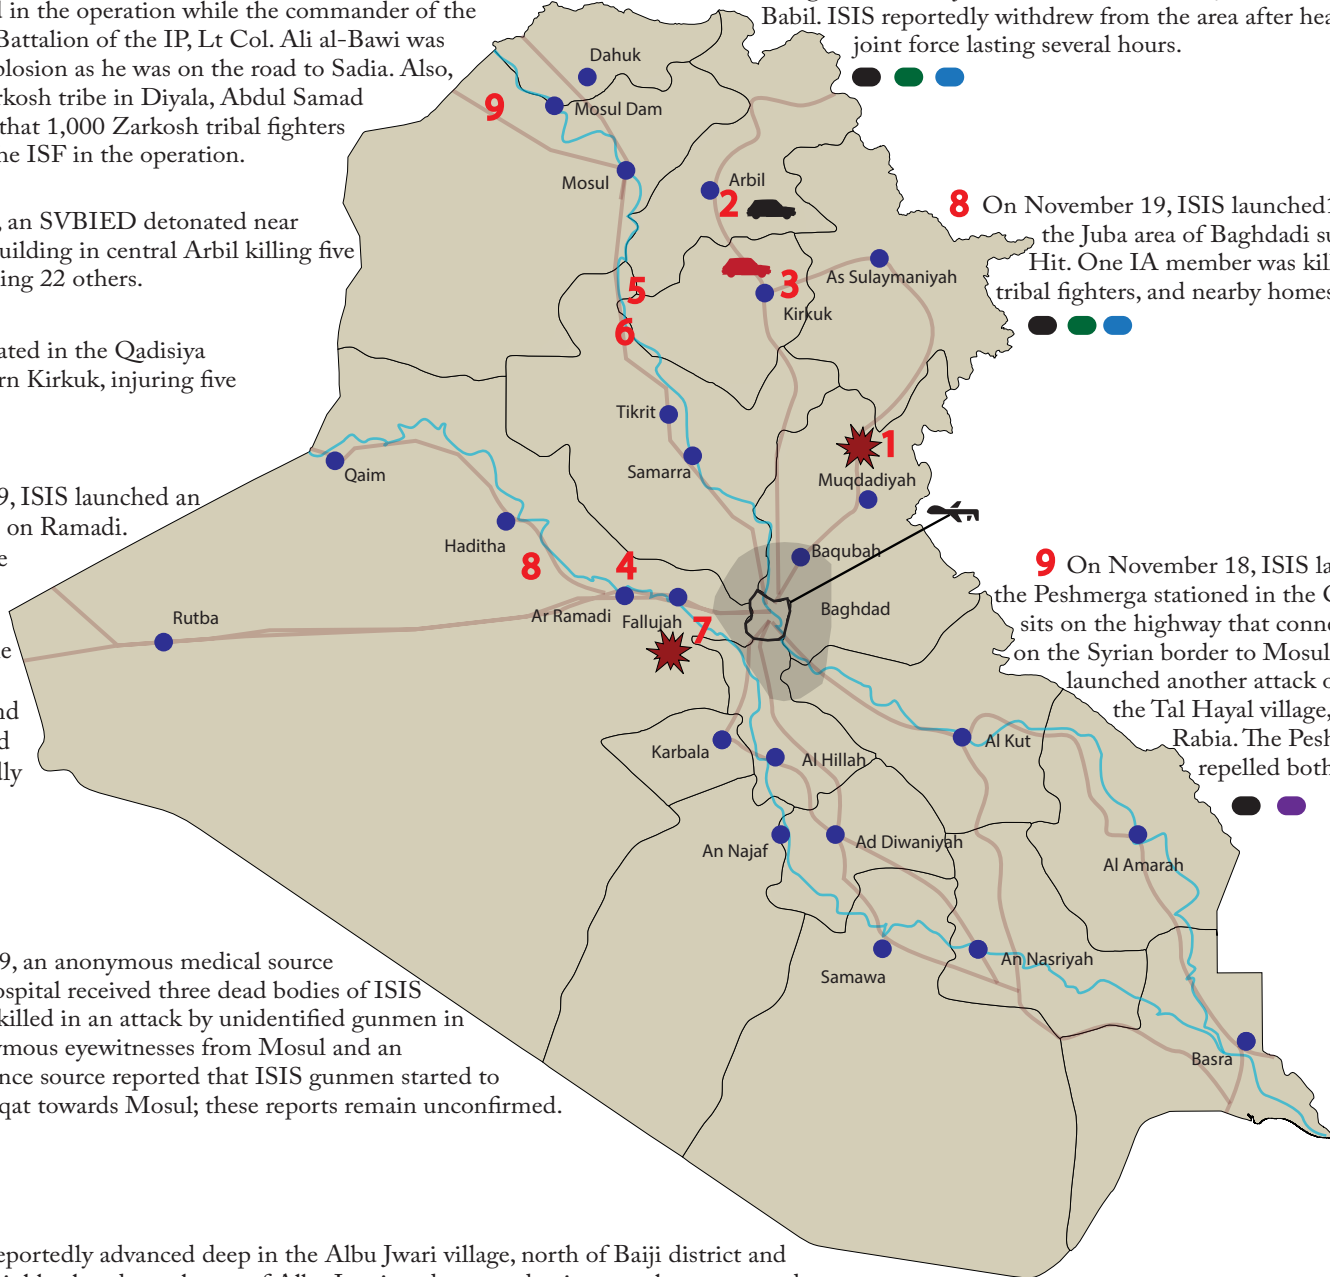 d in the operation while the commander of the
Battalion of the IP, Lt Col. Ali al-Bawi was
plosion as he was on the road to Sadia. Also,
rkosh tribe in Diyala, Abdul Samad
that 1,000 Zarkosh tribal fighters
he ISF in the operation.
, an SVBIED detonated near
uilding in central Arbil killing five
ing 22 others.
ated in the Qadisiya
rn Kirkuk, injuring five
9, ISIS launched an
on Ramadi.
e
e
nd
d
lly
9, an anonymous medical source
ospital received three dead bodies of ISIS
killed in an attack by unidentified gunmen in
ymous eyewitnesses from Mosul and an
nce source reported that ISIS gunmen started to
qat towards Mosul; these reports remain unconfirmed.
eportedly advanced deep in the Albu Jwari village, north of Baiji district and
Babil. ISIS reportedly withdrew from the area after hea
joint force lasting several hours.
8 On November 19, ISIS launched
the Juba area of Baghdadi su
Hit. One IA member was kill
tribal fighters, and nearby homes
9 On November 18, ISIS la
the Peshmerga stationed in the
sits on the highway that conne
on the Syrian border to Mosul
launched another attack o
the Tal Hayal village,
Rabia. The Pesh
repelled both
Dahuk
9
Mosul Dam
Mosul
Arbil
2
5
3
As Sulaymaniyah
Kirkuk
6
Tikrit
1
Samarra
Muqdadiyah
Qaim
Haditha
Baqubah
8
4
Baghdad
Rutba
Ar Ramadi
Fallujah
7
Karbala
Al Hillah
Al Kut
An Najaf
Ad Diwaniyah
Al Amarah
Samawa
An Nasriyah
Basra